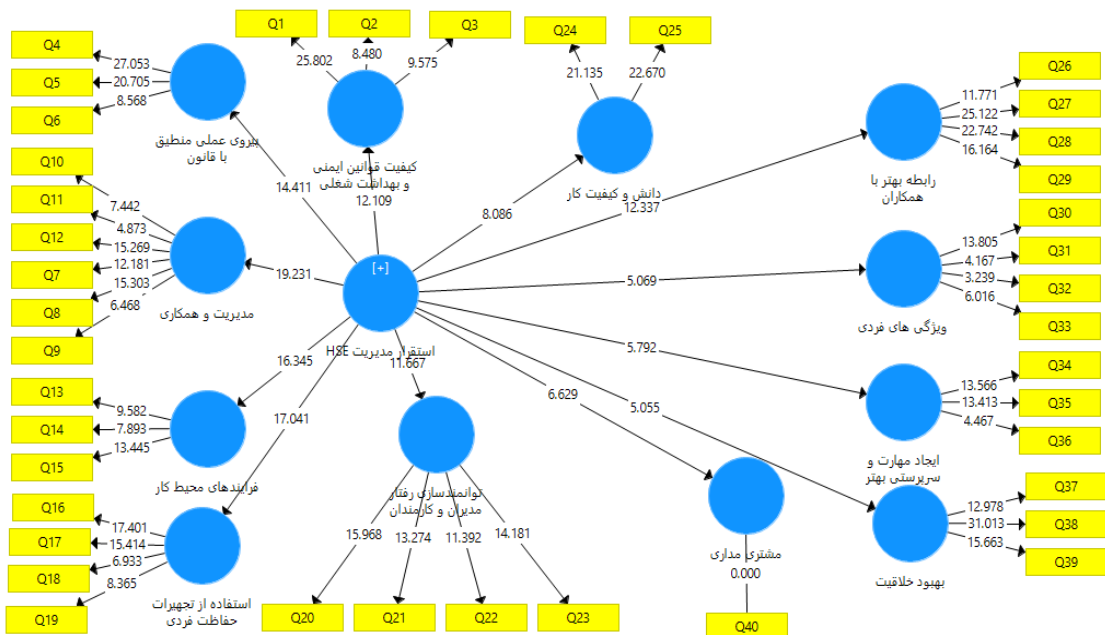 Q1
Q2
Q3
25.802
8.480
9.575
کیفیت قوانین ایمنی
و بهداشت شغلی
12.109
Q4
Q5
Q6
27.053
20.705
8.568
پیروی عملی منطبق
با قانون
14.411
Q10
Q11
Q12
Q7
Q8
Q9
7.442
4.873
15.269
12.181
15.303
6.468
مدیریت و همکاری
19.231
Q13
Q14
Q15
9.582
7.893
13.445
فرایندهای محیط کار
16.345
Q16
Q17
Q18
Q19
17.401
15.414
6.933
8.365
استفاده از تجهیرات
حفاظت فردی
17.041
[+]
استقرار مدیریت HSE
11.667
توانمندسازی رفتار
مدیران و کارمندان
15.968
13.274
11.392
14.181
Q20
Q21
Q22
Q23
Q24
Q25
21.135
22.670
دانش و کیفیت کار
8.086
Q26
Q27
Q28
Q29
11.771
25.122
22.742
16.164
رابطه بهتر با
همکاران
12.337
Q30
Q31
Q32
Q33
13.805
4.167
3.239
6.016
ویژگی های فردی
5.069
Q34
Q35
Q36
13.566
13.413
4.467
ایجاد مهارت و
سرپرستی بهتر
5.792
Q37
Q38
Q39
12.978
31.013
15.663
بهبود خلاقیت
5.055
6.629
مشتری مداری
0.000
Q40